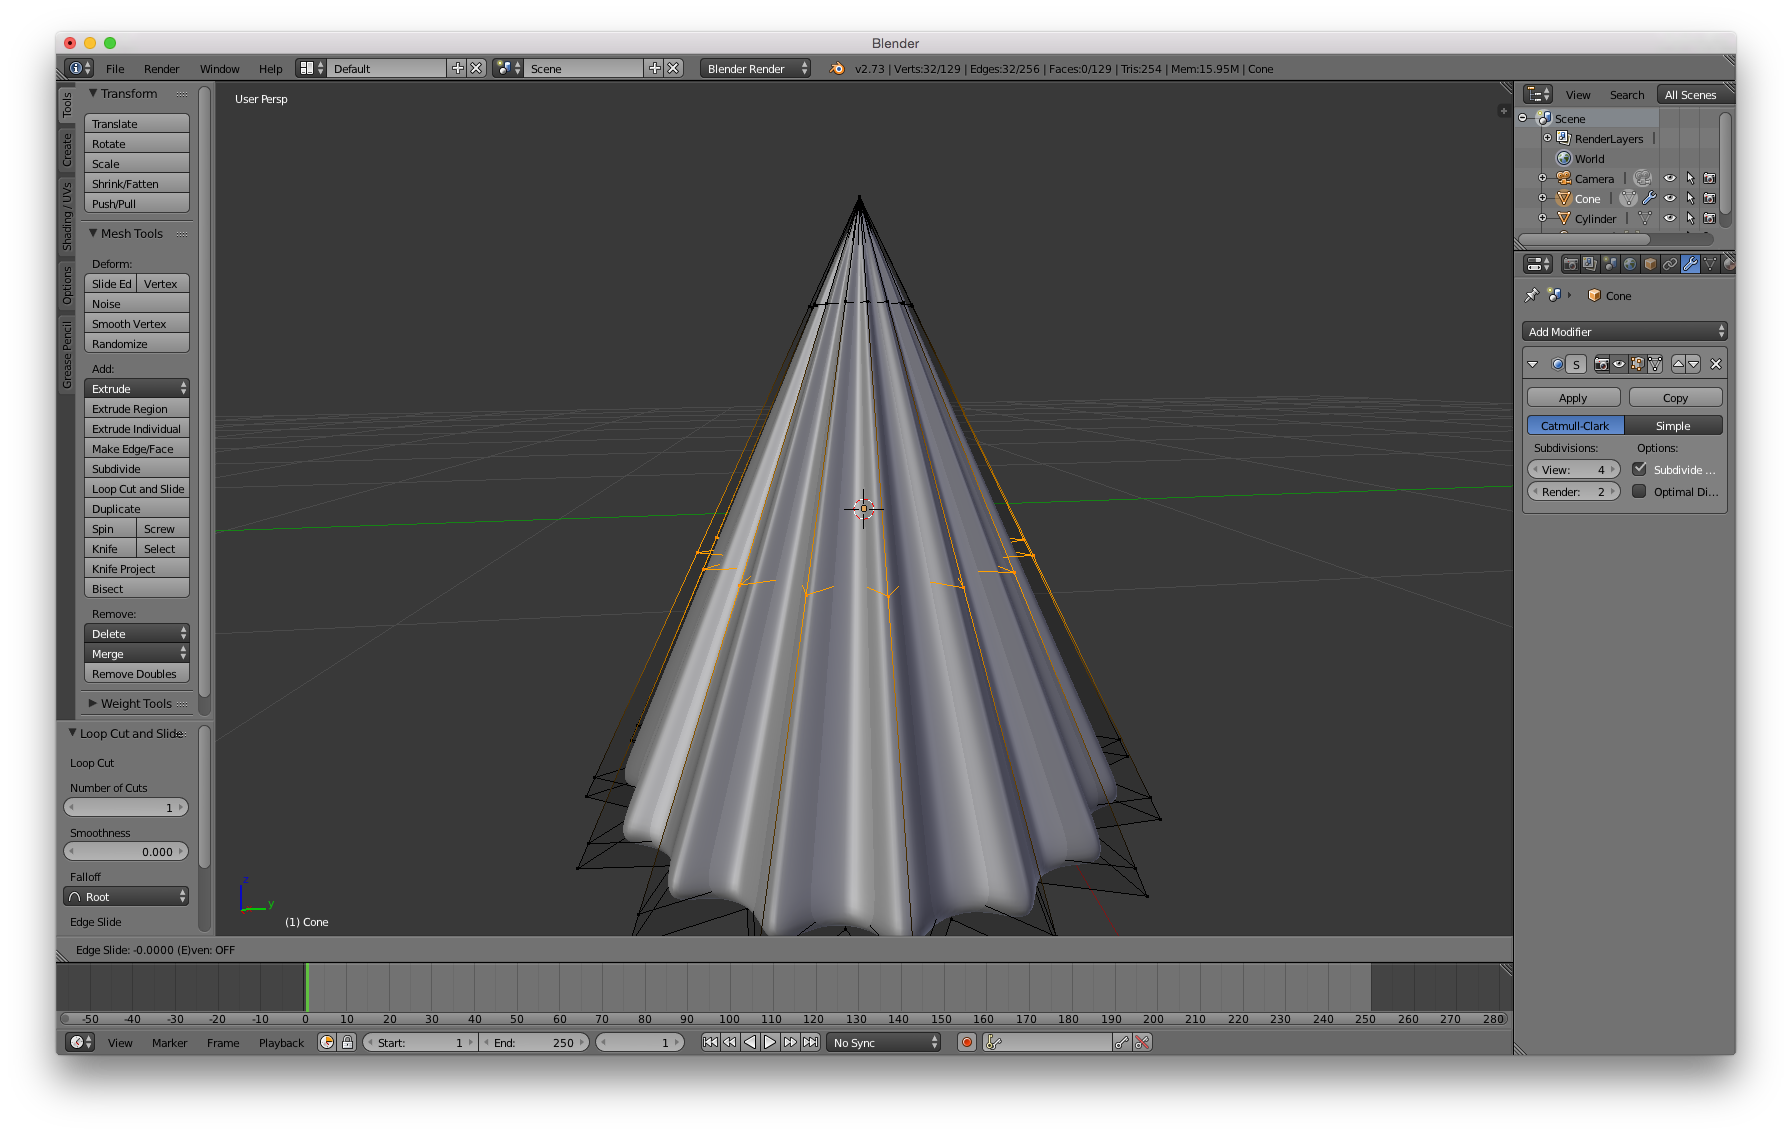 Blender
File Render Window Help Default Scene Blender Render v2.73 | Verts:32/129 | Edges:32/256 | Faces:0/129 | Tris:254 | Mem:15.95M | Cone
Tools
Create
Shading / UVs
Options
Grease Pencil
Transform
Translate
Rotate
Scale
Shrink/Fatten
Push/Pull
Mesh Tools
Deform:
Slide Ed Vertex
Noise
Smooth Vertex
Randomize
Add:
Extrude
Extrude Region
Extrude Individual
Make Edge/Face
Subdivide
Loop Cut and Slide
Duplicate
Spin Screw
Knife Select
Knife Project
Bisect
Remove:
Delete
Merge
Remove Doubles
Weight Tools
Loop Cut and Slide
Loop Cut
Number of Cuts
1
Smoothness
0.000
Falloff
Root
Edge Slide
User Persp
z
y
(1) Cone
Edge Slide: -0.0000 (E)ven: OFF
View Search All Scenes
Scene
RenderLayers |
World
Camera |
Cone |
Cylinder |
Cone
Add Modifier
S
Apply Copy
Catmull-Clark Simple
Subdivisions: Options:
View: 4 Subdivide ...
Render: 2 Optimal Di...
-50 -40 -30 -20 -10 0 10 20 30 40 50 60 70 80 90 100 110 120 130 140 150 160 170 180 190 200 210 220 230 240 250 260 270 280
View Marker Frame Playback Start: 1 End: 250 1 No Sync